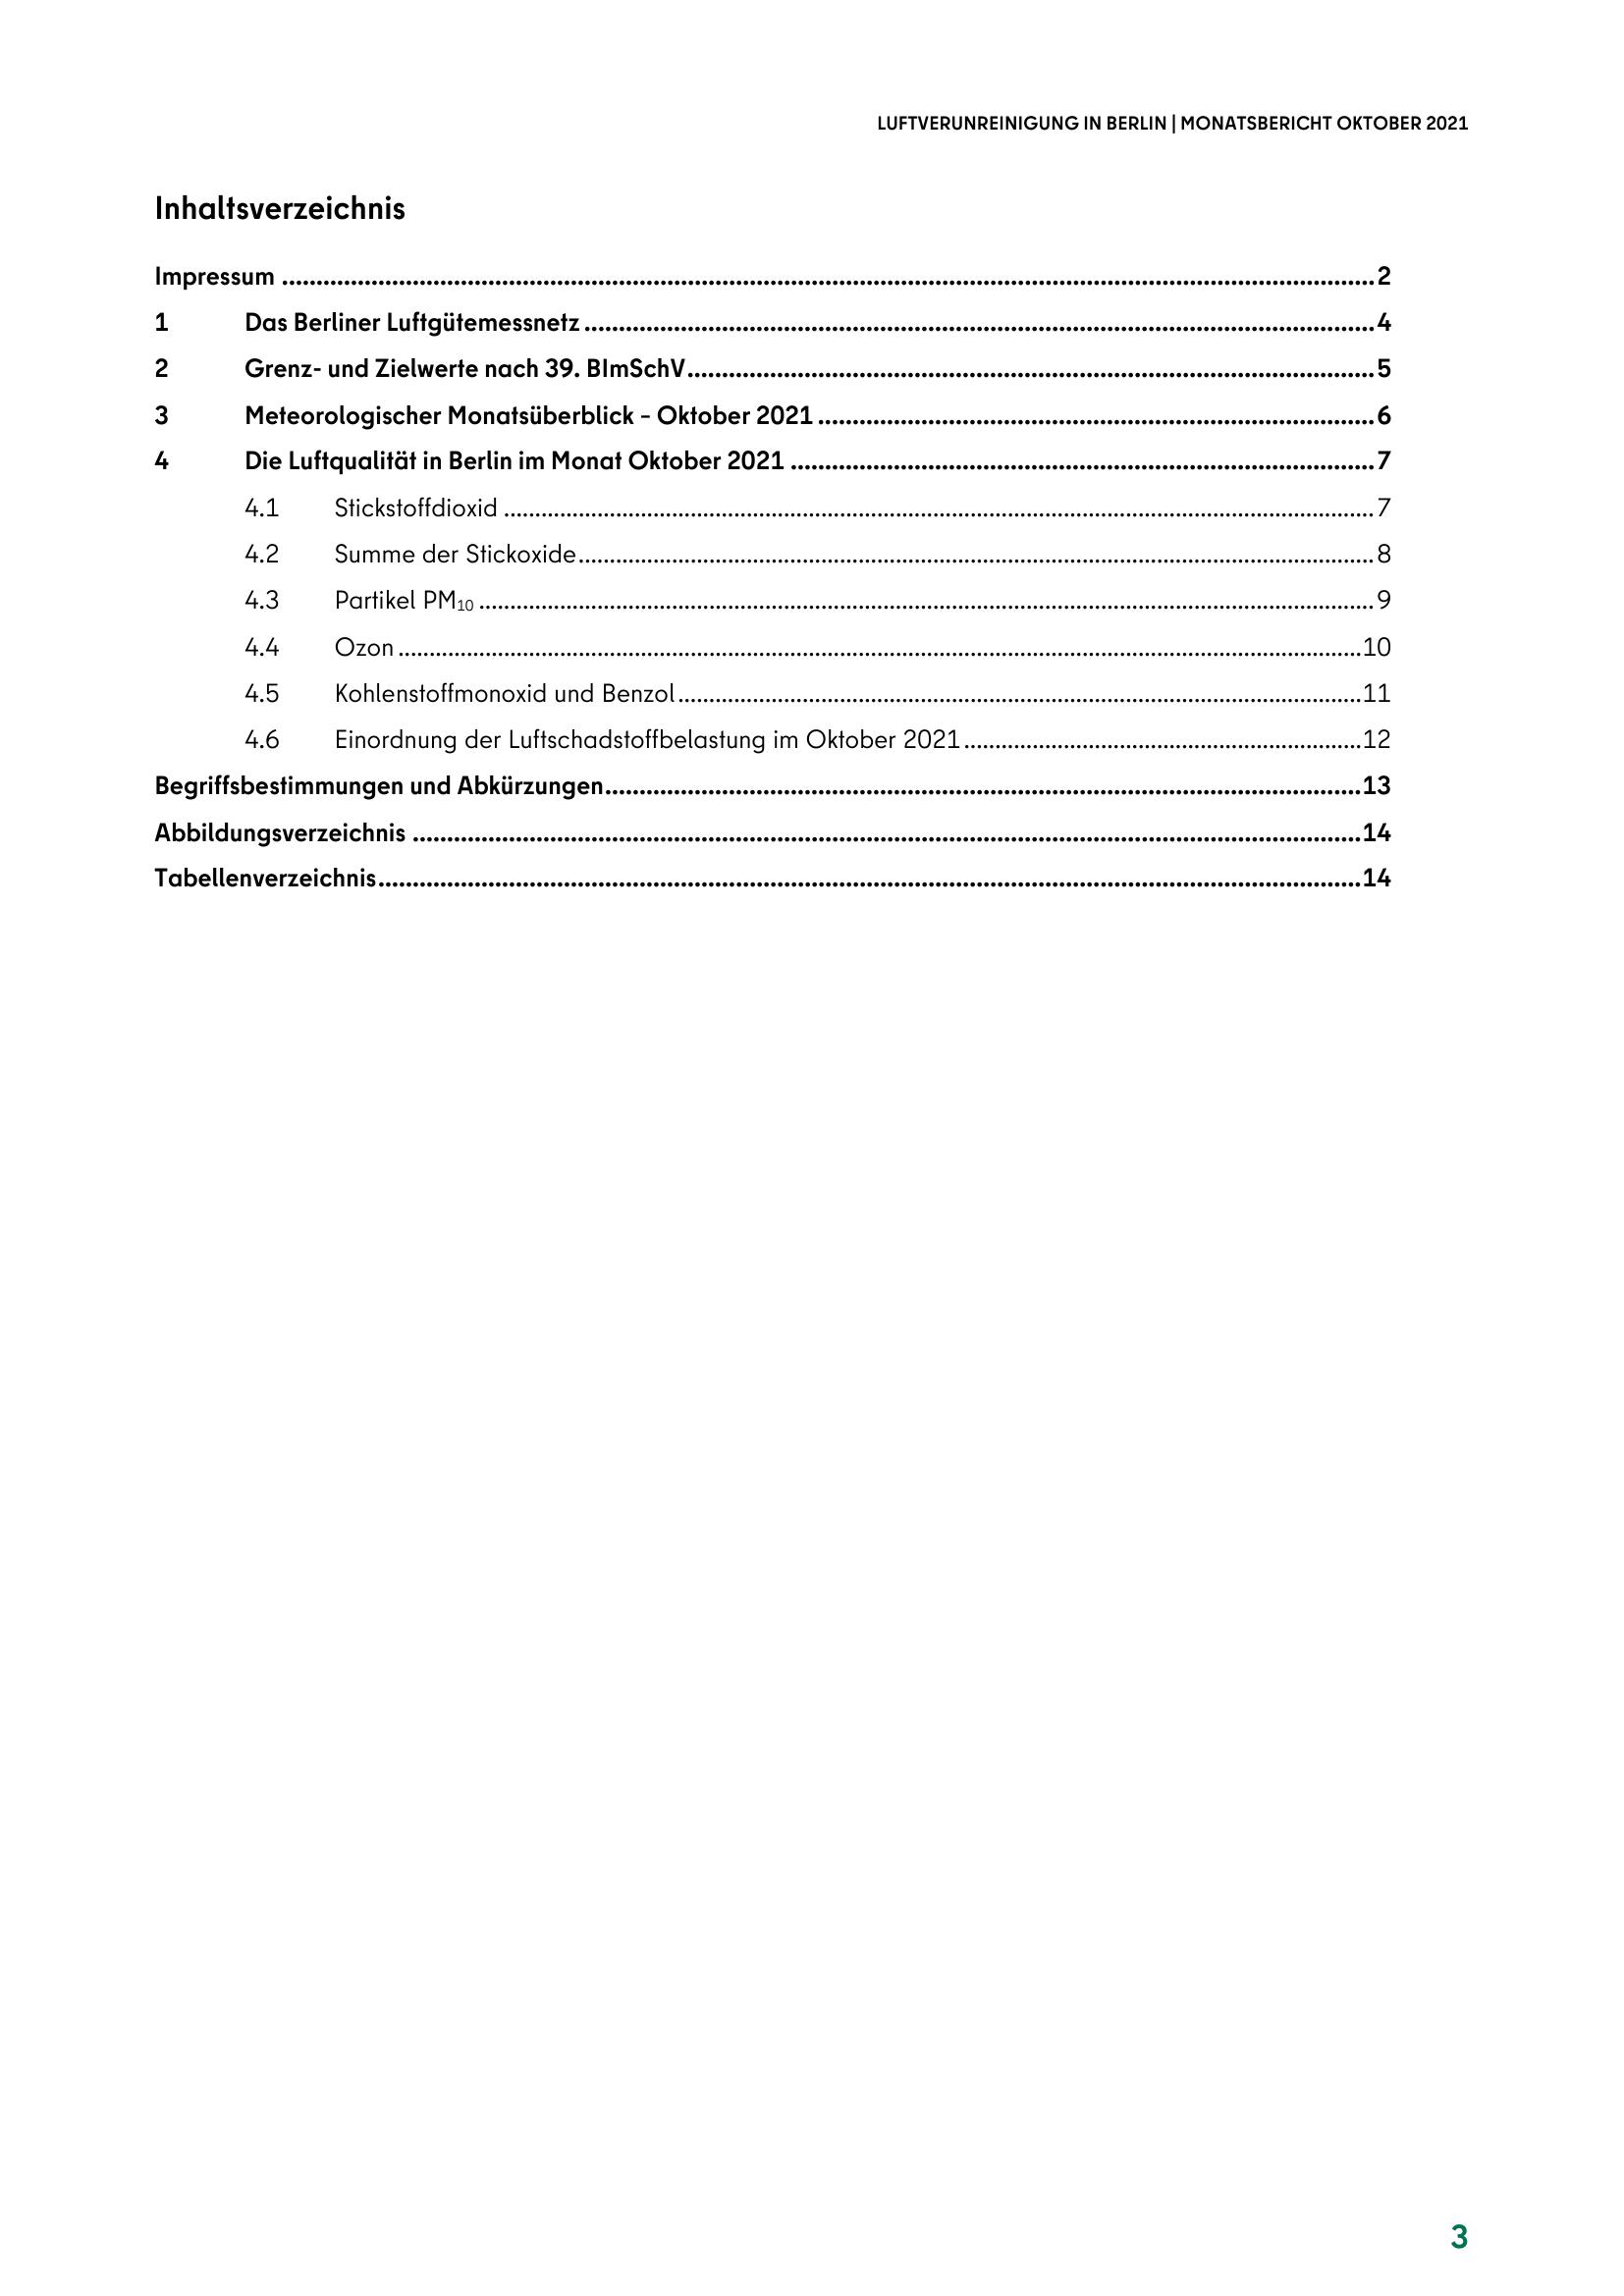 LUFTVERUNREINIGUNG IN BERLIN | MONATSBERICHT OKTOBER 2021
Inhaltsverzeichnis
Impressum ........................................................ 2
1 Das Berliner Luftgütemessnetz ........................................................ 4
2 Grenz- und Zielwerte nach 39. BImSchV ........................................................ 5
3 Meteorologischer Monatsüberblick – Oktober 2021 ........................................................ 6
4 Die Luftqualität in Berlin im Monat Oktober 2021 ........................................................ 7
4.1 Stickstoffdioxid ........................................................ 7
4.2 Summe der Stickoxide ........................................................ 8
4.3 Partikel PM₁₀ ........................................................ 9
4.4 Ozon ........................................................ 10
4.5 Kohlenstoffmonoxid und Benzol ........................................................ 11
4.6 Einordnung der Luftschadstoffbelastung im Oktober 2021 ........................................................ 12
Begriffsbestimmungen und Abkürzungen ........................................................ 13
Abbildungsverzeichnis ........................................................ 14
Tabellenverzeichnis ........................................................ 14
3